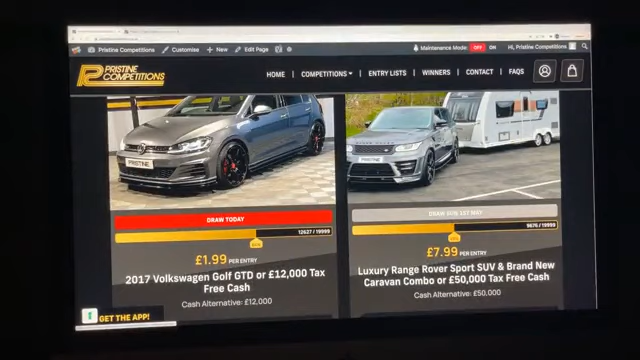 Pristine Competitions
Customise
New
Edit Page
Maintenance Mode: OFF ON
Hi, Pristine Competitions
PRISTINE
COMPETITIONS
HOME
COMPETITIONS
ENTRY LISTS
WINNERS
CONTACT
FAQS
PRISTINE
PRISTINE
DRAW TODAY
12627 / 19999
£1.99 PER ENTRY
2017 Volkswagen Golf GTD or £12,000 Tax
Free Cash
Cash Alternative: £12,000
DRAW SUN 1ST MAY
9676 / 19999
£7.99 PER ENTRY
Luxury Range Rover Sport SUV & Brand New
Caravan Combo or £50,000 Tax Free Cash
Cash Alternative: £50,000
GET THE APP!